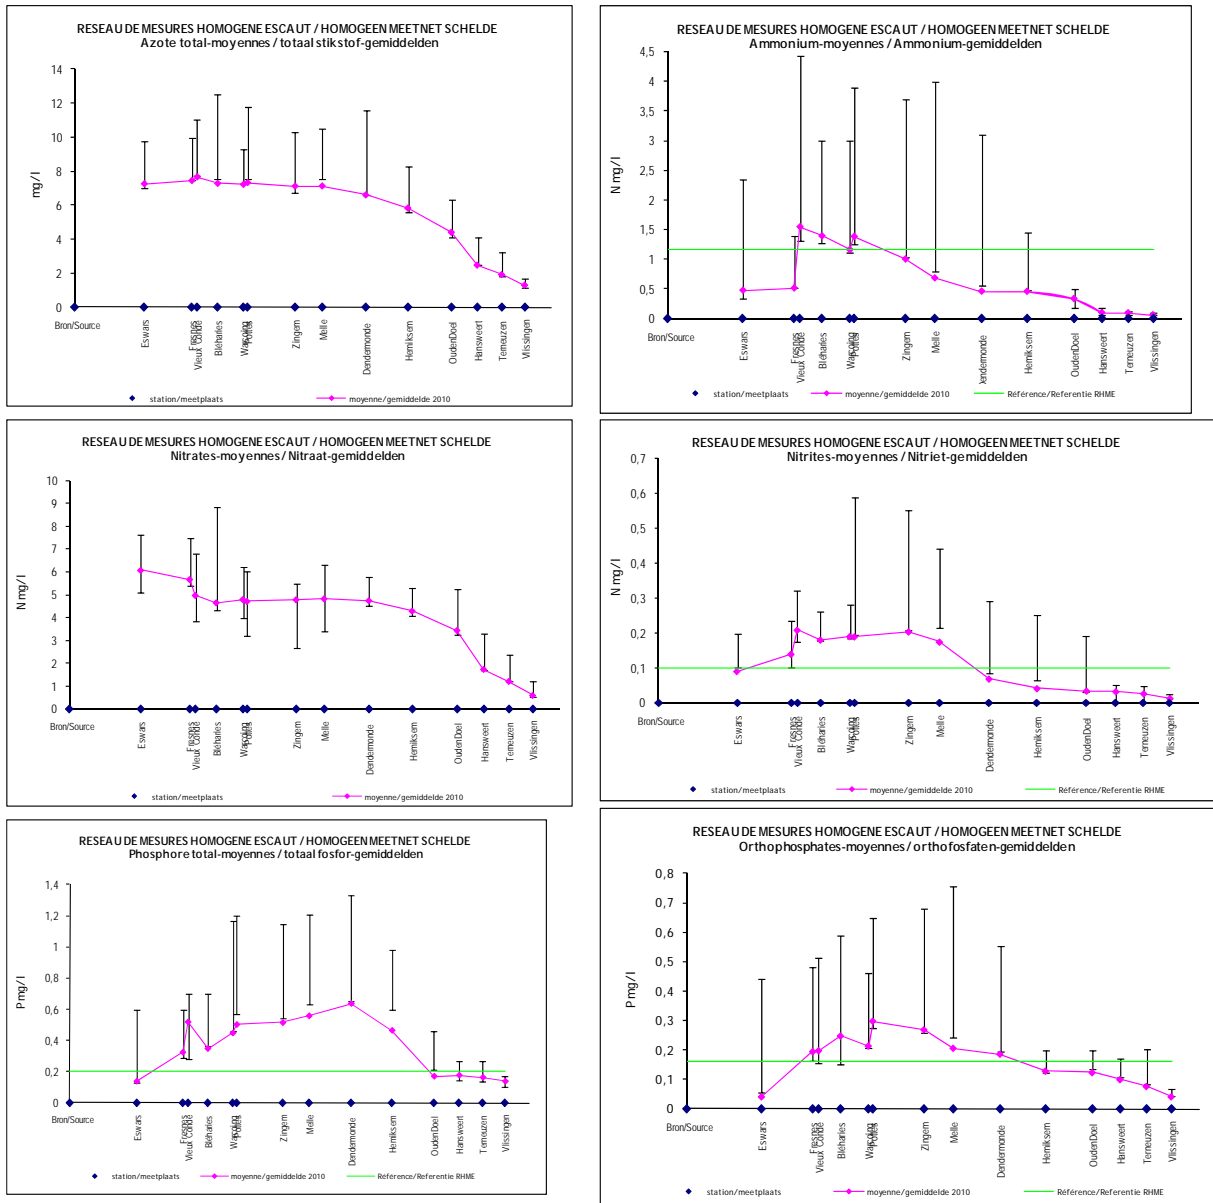 RESEAU DE MESURES HOMOGENE ESCAUT / HOMOGEEN MEETNET SCHELDE
Azote total-moyennes / totaal stikstof-gemiddelden
mg/l
14
12
10
8
6
4
2
0
Bron/Source
Eswars
Fresnes
Vieux Condé
Bléharies
Warcoing
Pottes
Zingem
Melle
Dendermonde
Hemiksem
OudenDoel
Hansweert
Terneuzen
Vlissingen
station/meetplaats
moyenne/gemiddelde 2010
RESEAU DE MESURES HOMOGENE ESCAUT / HOMOGEEN MEETNET SCHELDE
Ammonium-moyennes / Ammonium-gemiddelden
N mg/l
4,5
4
3,5
3
2,5
2
1,5
1
0,5
0
Bron/Source
Eswars
Fresnes
Vieux Condé
Bléharies
Warcoing
Pottes
Zingem
Melle
Dendermonde
Hemiksem
OudenDoel
Hansweert
Terneuzen
Vlissingen
station/meetplaats
moyenne/gemiddelde 2010
Référence/Referentie RHME
RESEAU DE MESURES HOMOGENE ESCAUT / HOMOGEEN MEETNET SCHELDE
Nitrates-moyennes / Nitraat-gemiddelden
N mg/l
10
9
8
7
6
5
4
3
2
1
0
Bron/Source
Eswars
Fresnes
Vieux Condé
Bléharies
Warcoing
Pottes
Zingem
Melle
Dendermonde
Hemiksem
OudenDoel
Hansweert
Terneuzen
Vlissingen
station/meetplaats
moyenne/gemiddelde 2010
RESEAU DE MESURES HOMOGENE ESCAUT / HOMOGEEN MEETNET SCHELDE
Nitrites-moyennes / Nitriet-gemiddelden
N mg/l
0,7
0,6
0,5
0,4
0,3
0,2
0,1
0
Bron/Source
Eswars
Fresnes
Vieux Condé
Bléharies
Warcoing
Pottes
Zingem
Melle
Dendermonde
Hemiksem
OudenDoel
Hansweert
Terneuzen
Vlissingen
station/meetplaats
moyenne/gemiddelde 2010
Référence/Referentie RHME
RESEAU DE MESURES HOMOGENE ESCAUT / HOMOGEEN MEETNET SCHELDE
Phosphore total-moyennes / totaal fosfor-gemiddelden
P mg/l
1,4
1,2
1
0,8
0,6
0,4
0,2
0
Bron/Source
Eswars
Fresnes
Vieux Condé
Bléharies
Warcoing
Pottes
Zingem
Melle
Dendermonde
Hemiksem
OudenDoel
Hansweert
Terneuzen
Vlissingen
station/meetplaats
moyenne/gemiddelde 2010
Référence/Referentie RHME
RESEAU DE MESURES HOMOGENE ESCAUT / HOMOGEEN MEETNET SCHELDE
Orthophosphates-moyennes / orthofosfaten-gemiddelden
P mg/l
0,8
0,7
0,6
0,5
0,4
0,3
0,2
0,1
0
Bron/Source
Eswars
Fresnes
Vieux Condé
Bléharies
Warcoing
Pottes
Zingem
Melle
Dendermonde
Hemiksem
OudenDoel
Hansweert
Terneuzen
Vlissingen
station/meetplaats
moyenne/gemiddelde 2010
Référence/Referentie RHME